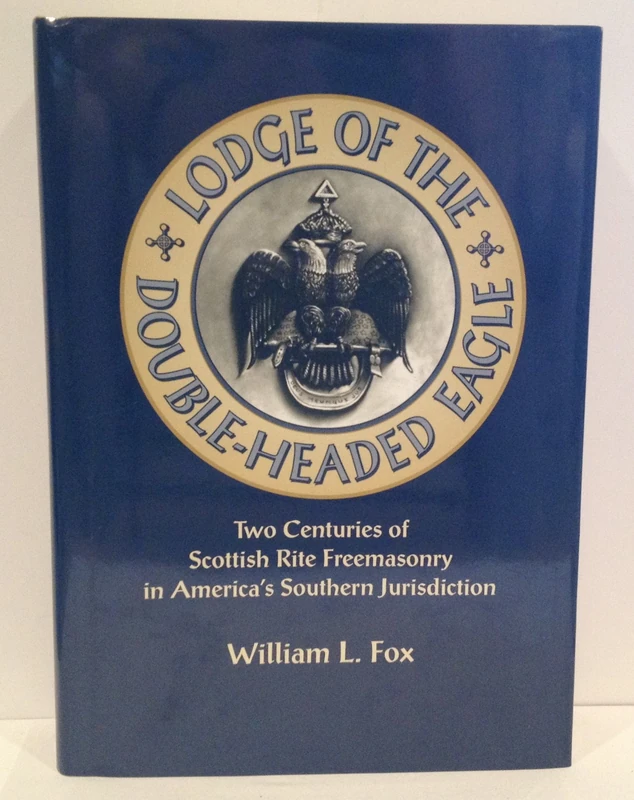 LODGE OF THE
DOUBLE-HEADED EAGLE
Two Centuries of
Scottish Rite Freemasonry
in America's Southern Jurisdiction
William L. Fox